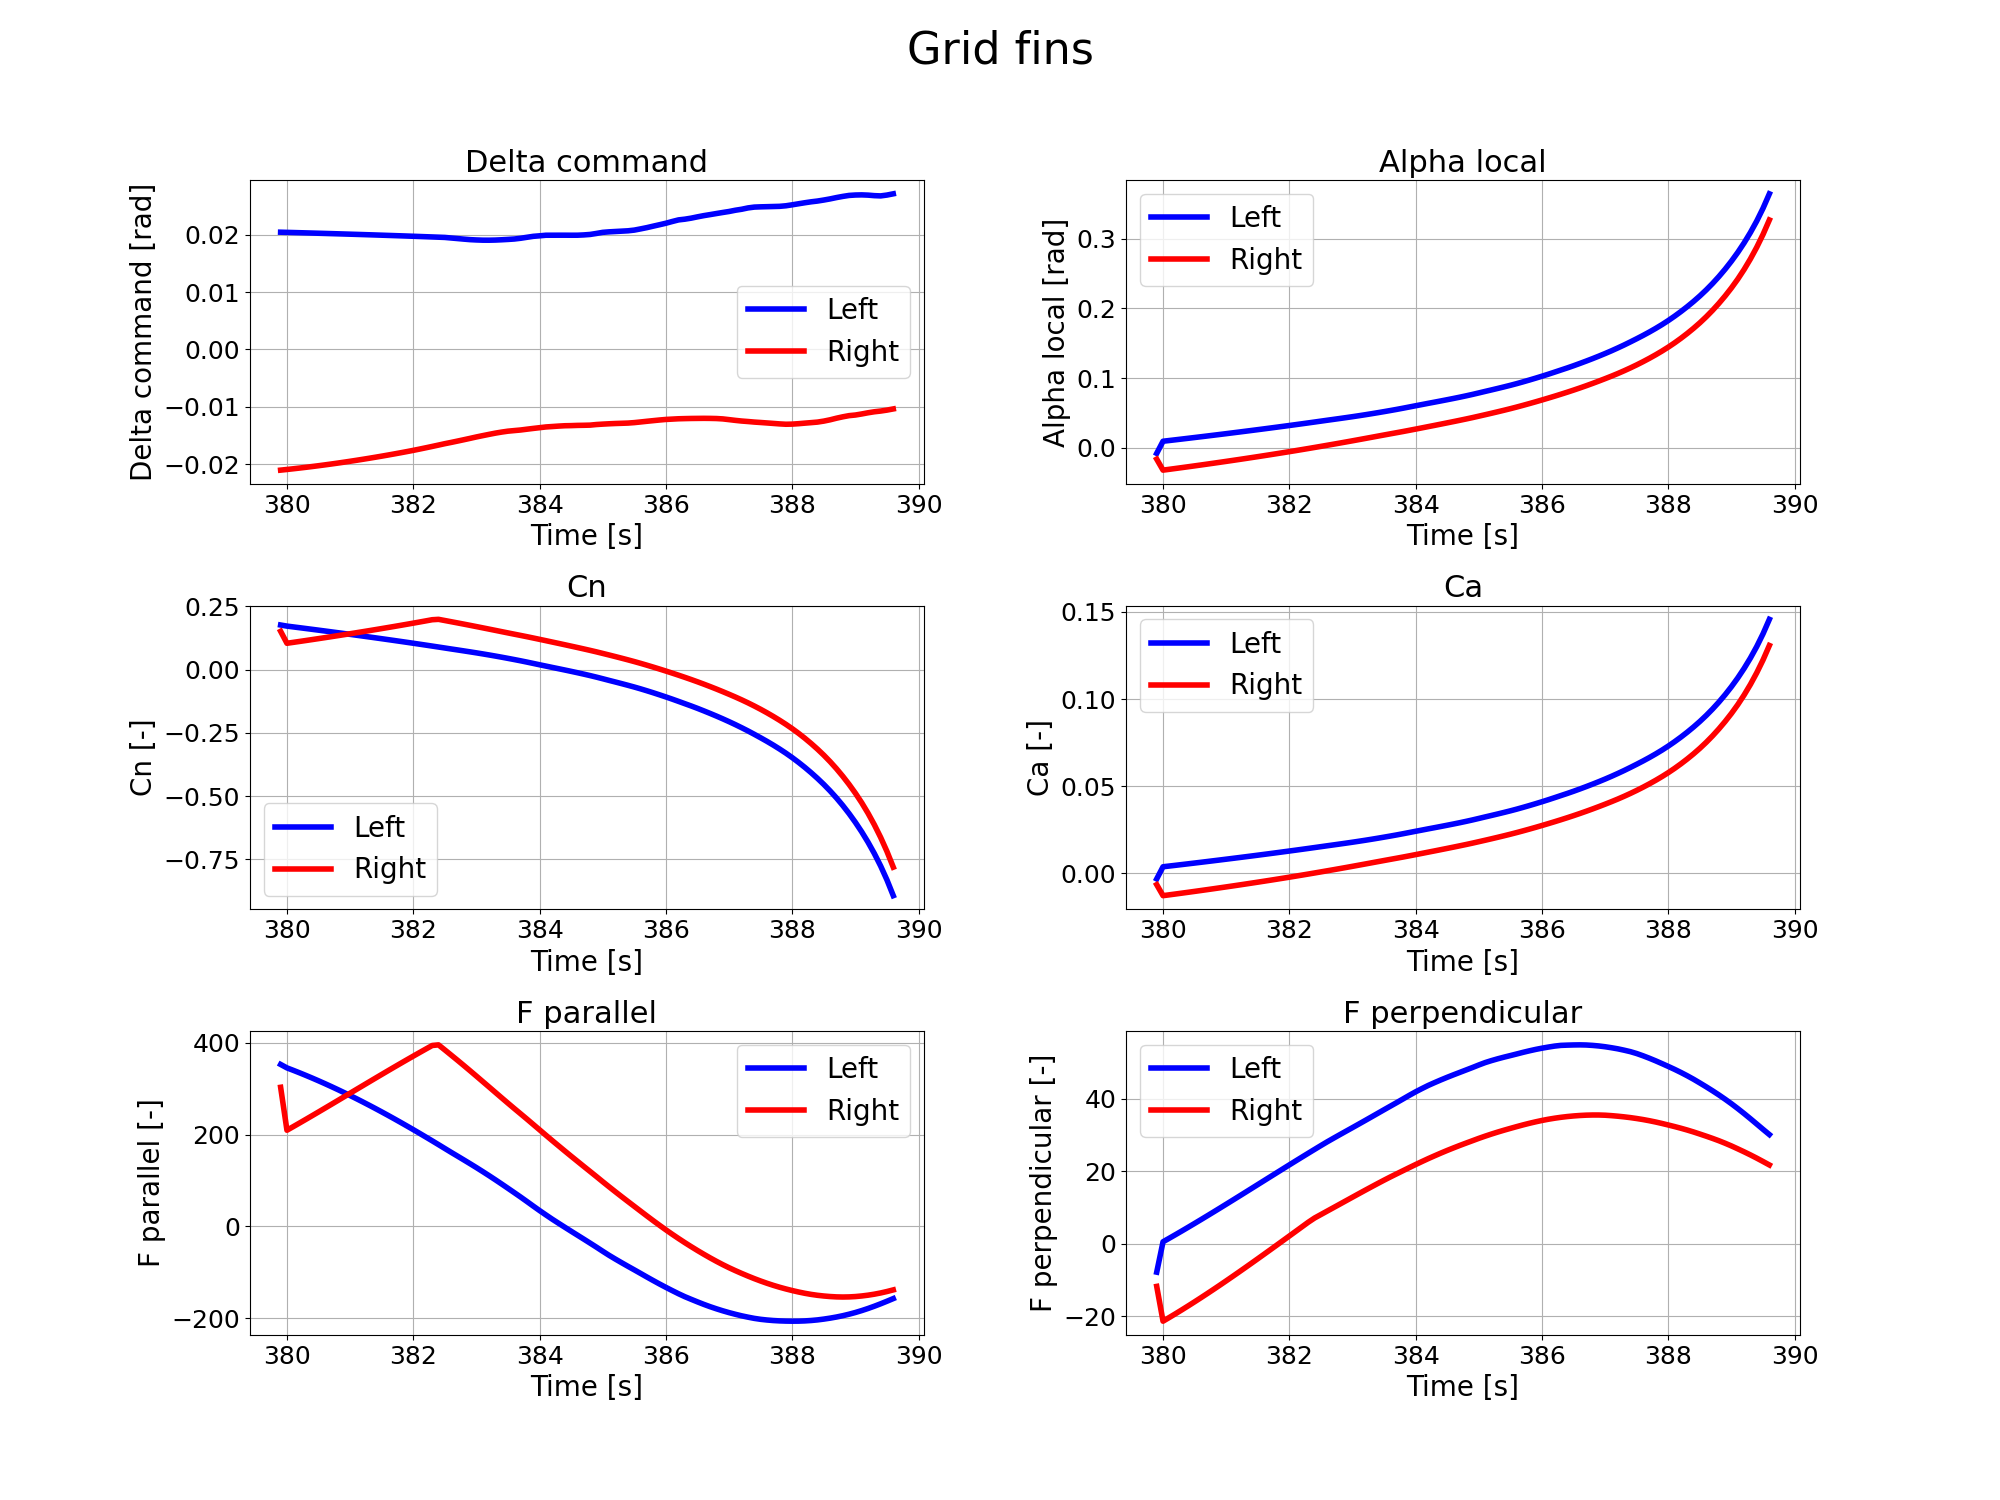 Grid fins
Delta command
Delta command [rad]
0.02
0.01
0.00
−0.01
−0.02
Left
Right
380 382 384 386 388 390
Time [s]
Alpha local
Alpha local [rad]
0.3
0.2
0.1
0.0
Left
Right
380 382 384 386 388 390
Time [s]
Cn
Cn [-]
0.25
0.00
−0.25
−0.50
−0.75
Left
Right
380 382 384 386 388 390
Time [s]
Ca
Ca [-]
0.15
0.10
0.05
0.00
Left
Right
380 382 384 386 388 390
Time [s]
F parallel
F parallel [-]
400
200
0
−200
Left
Right
380 382 384 386 388 390
Time [s]
F perpendicular
F perpendicular [-]
40
20
0
−20
Left
Right
380 382 384 386 388 390
Time [s]